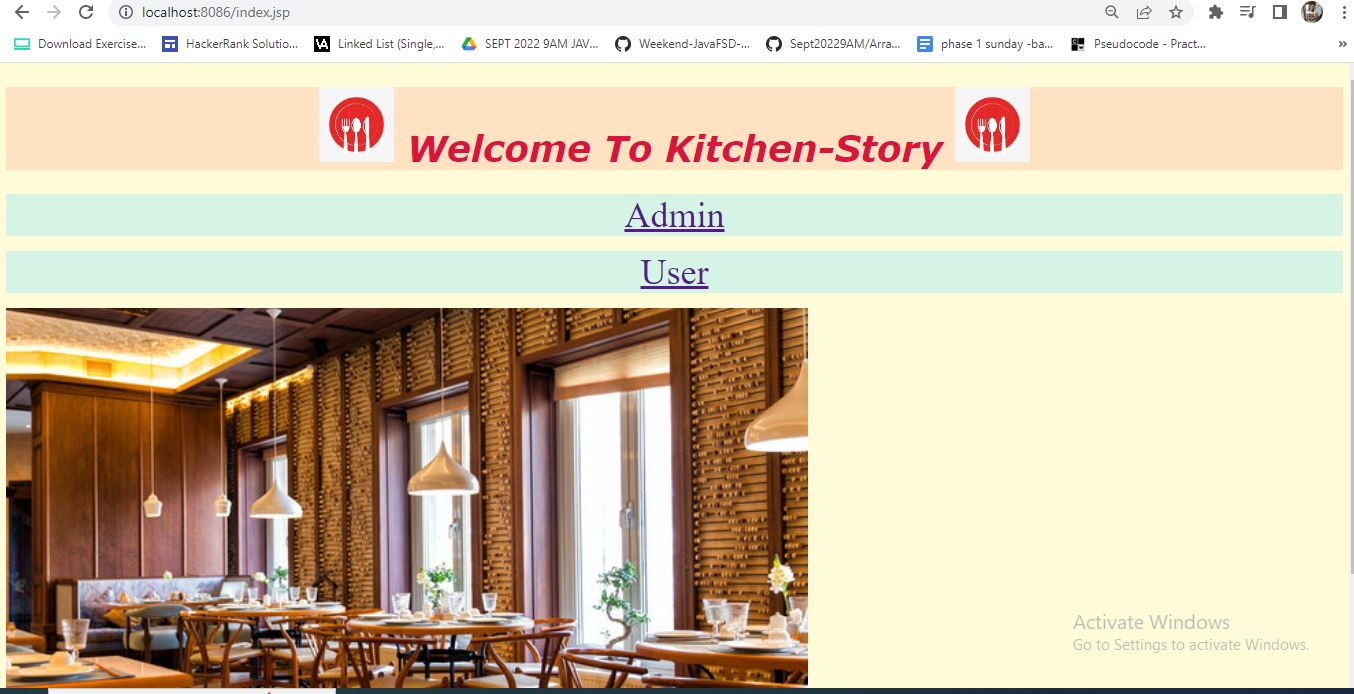 localhost:8086/index.jsp
Download Exercise... HackerRank Solutio... Linked List (Single,... SEPT 2022 9AM JAV... Weekend-JavaFSD-... Sept20229AM/Arra... phase 1 sunday -ba... Pseudocode - Pract... »
Welcome To Kitchen-Story
Admin
User
Activate Windows
Go to Settings to activate Windows.